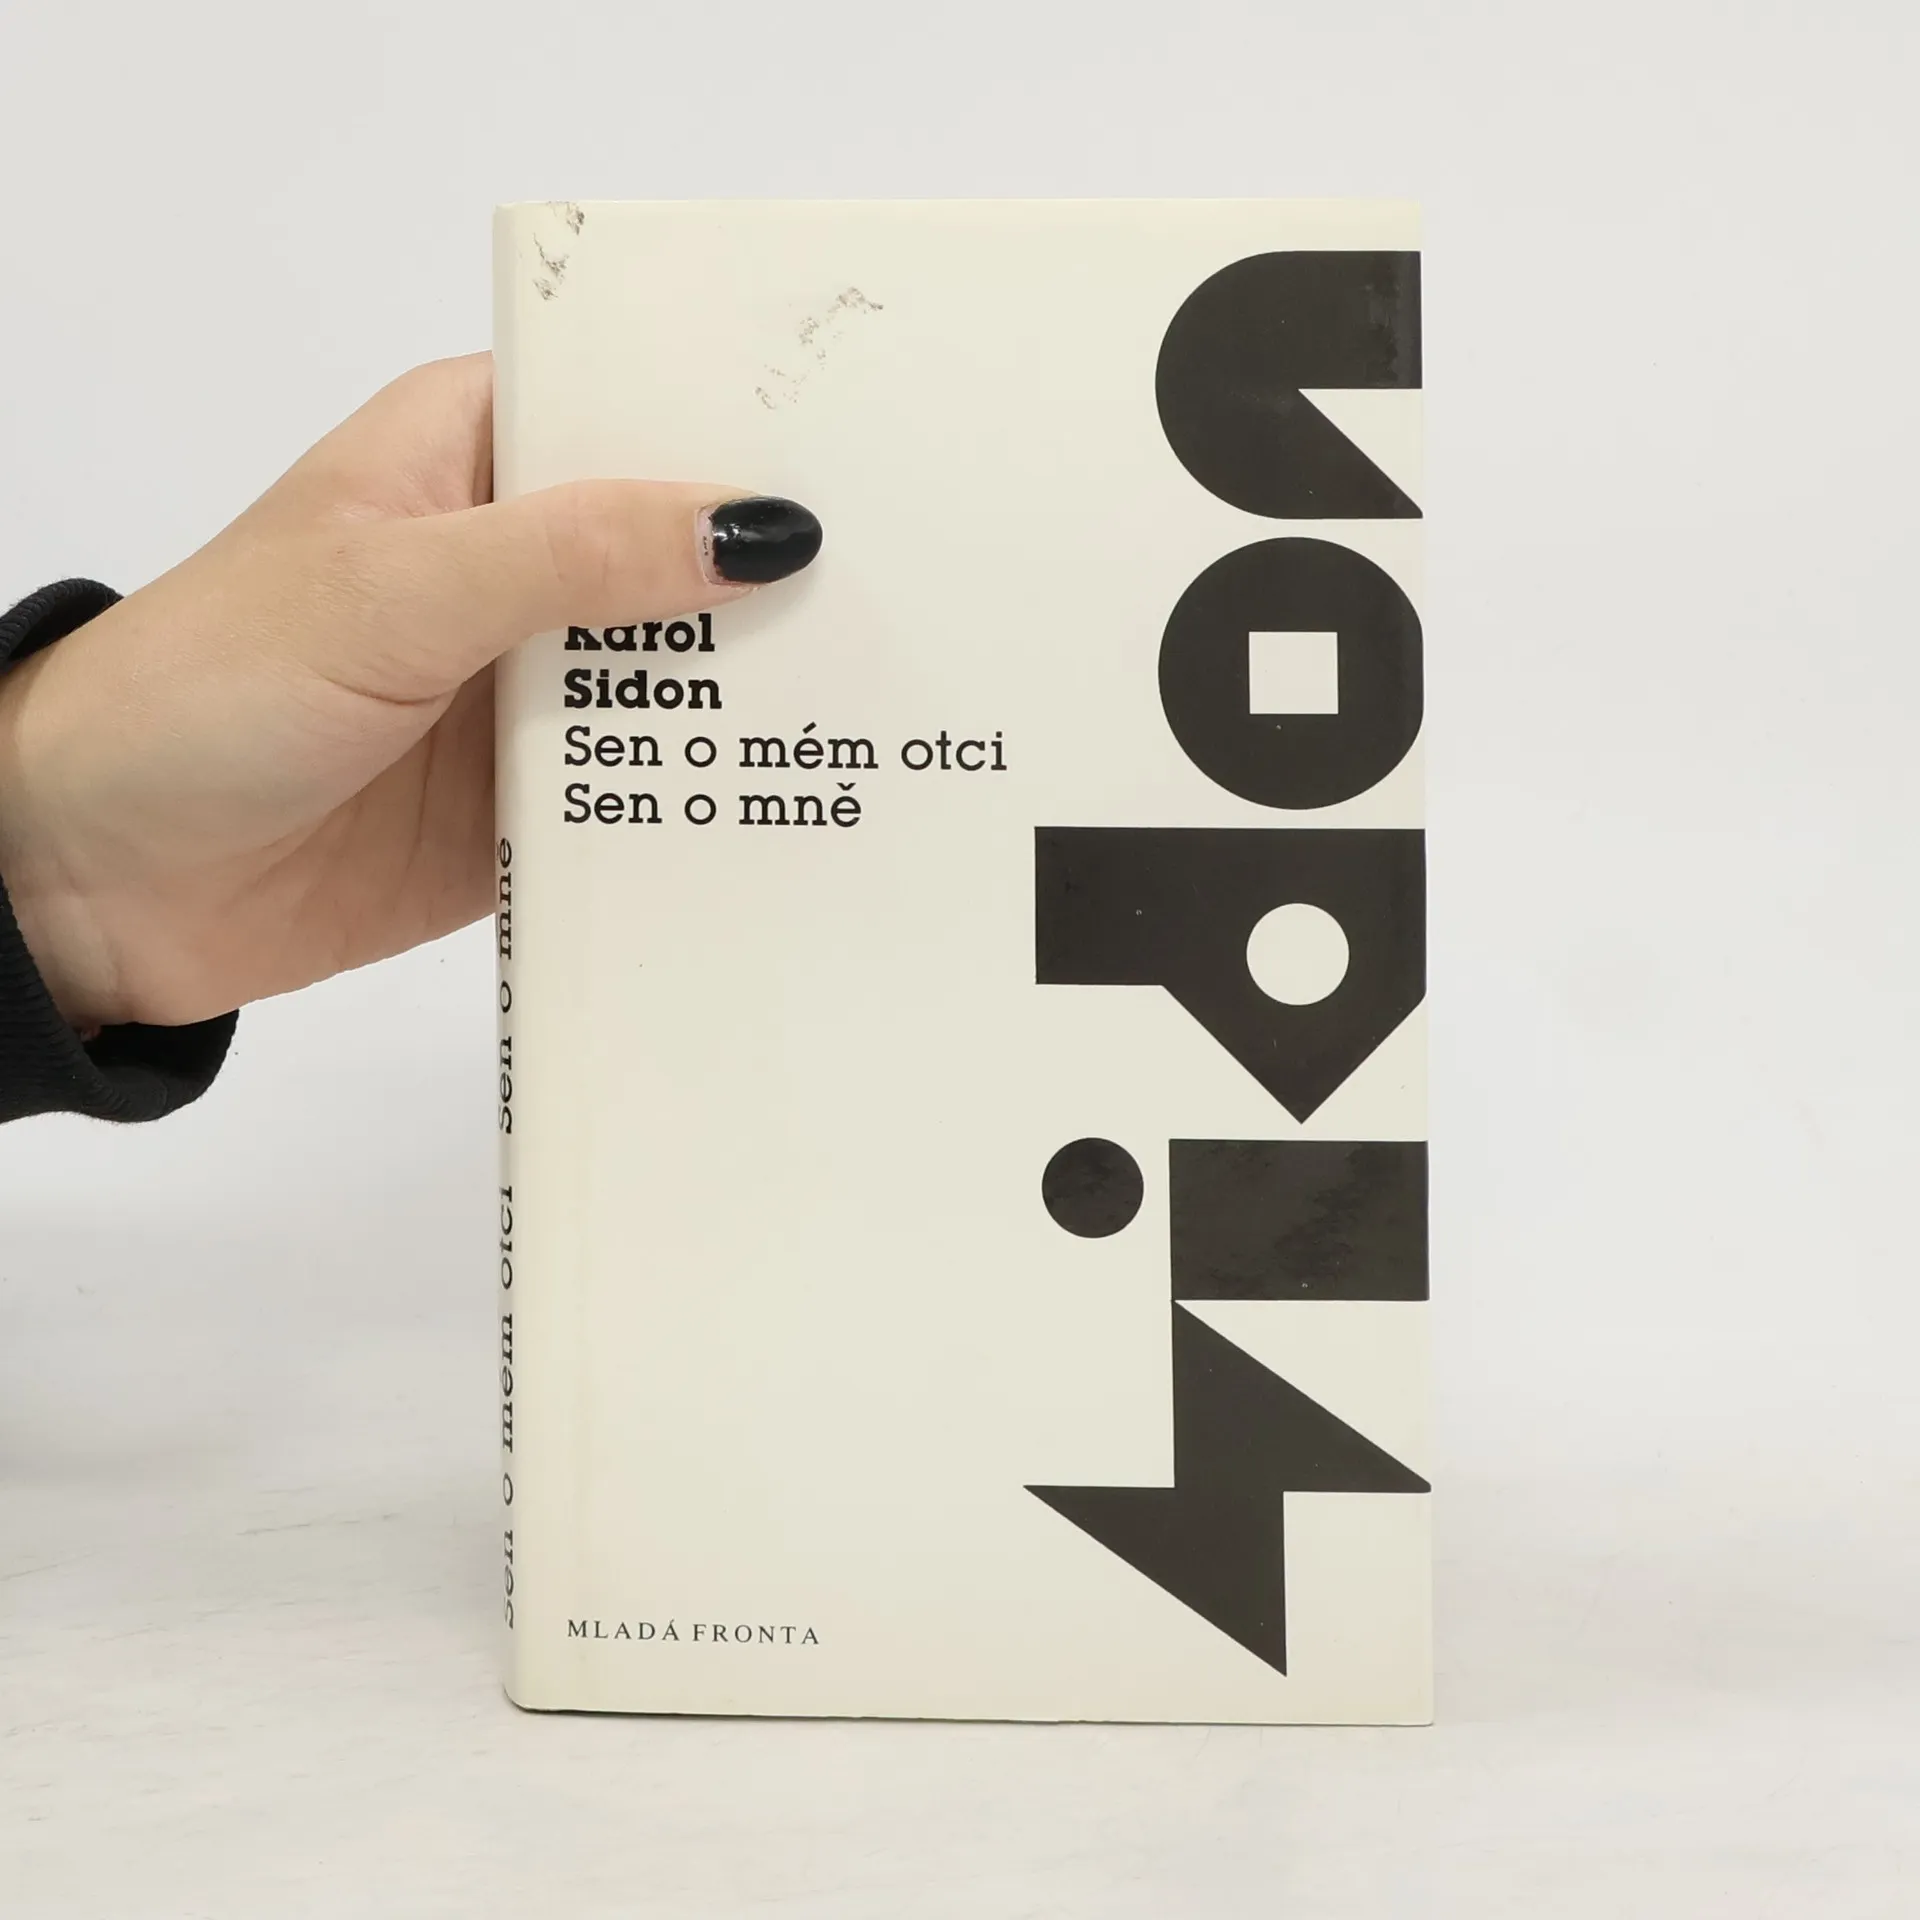 Karol
Sidon
Sen o mém otci
Sen o mně
sidon
MLADÁ FRONTA
Sen o mém otci Sen o mně